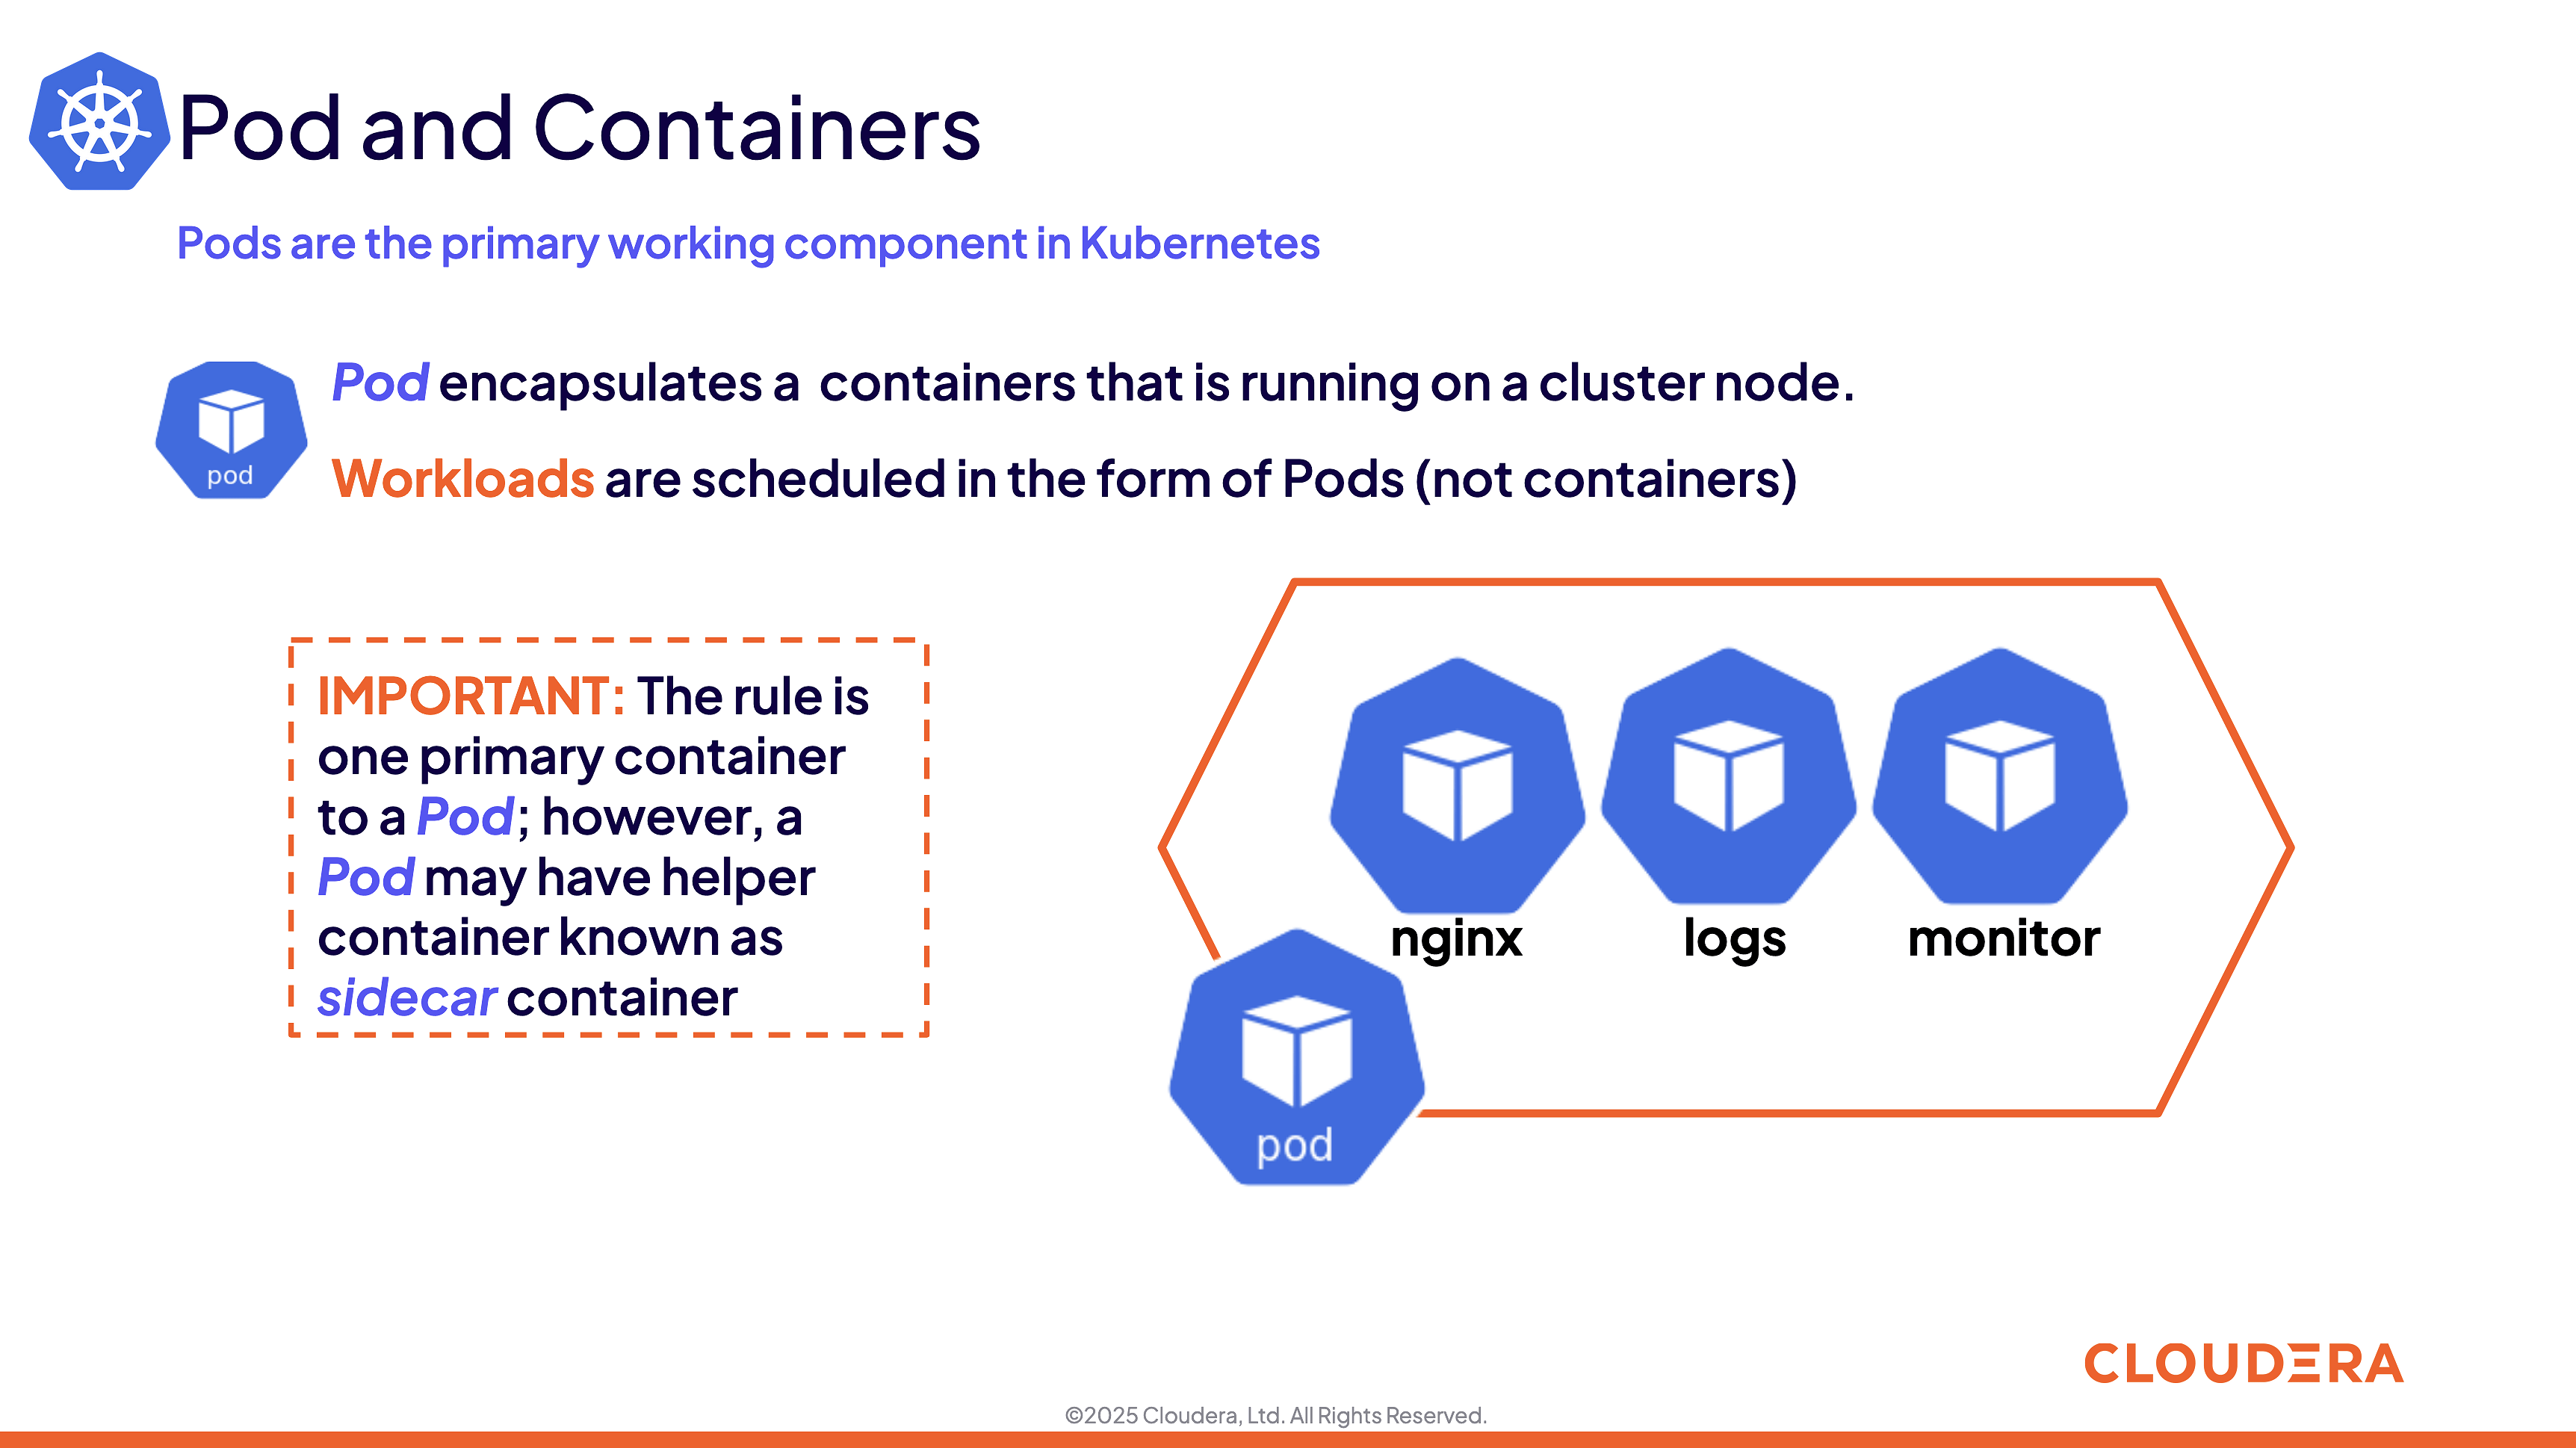 Pod and Containers
Pods are the primary working component in Kubernetes
Pod encapsulates a  containers that is running on a cluster node.
pod
Workloads are scheduled in the form of Pods (not containers)
IMPORTANT: The rule is
one primary container
to a Pod; however, a
Pod may have helper
container known as
sidecar container
nginx
logs
monitor
pod
CLOUDERA
©2025 Cloudera, Ltd. All Rights Reserved.